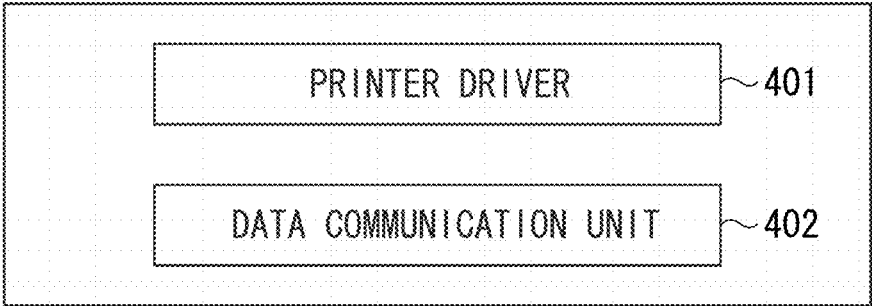 PRINTER DRIVER 401
DATA COMMUNICATION UNIT 402